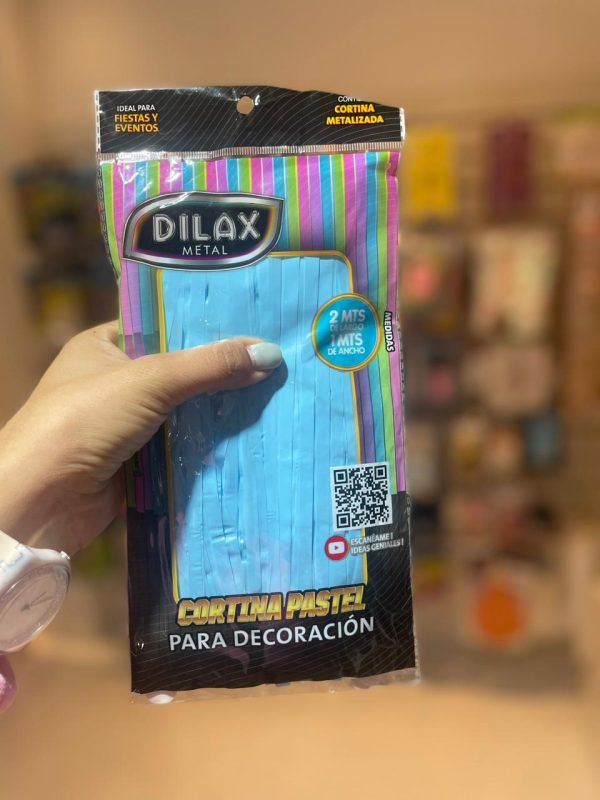 IDEAL PARA
FIESTAS Y
EVENTOS
CORTINA
METALIZADA
DILAX
METAL
2 MTS
DE LARGO
1 MTS
DE ANCHO
MEDIDAS
ESCANÉAME!
IDEAS GENIALES!
CORTINA PASTEL
PARA DECORACIÓN